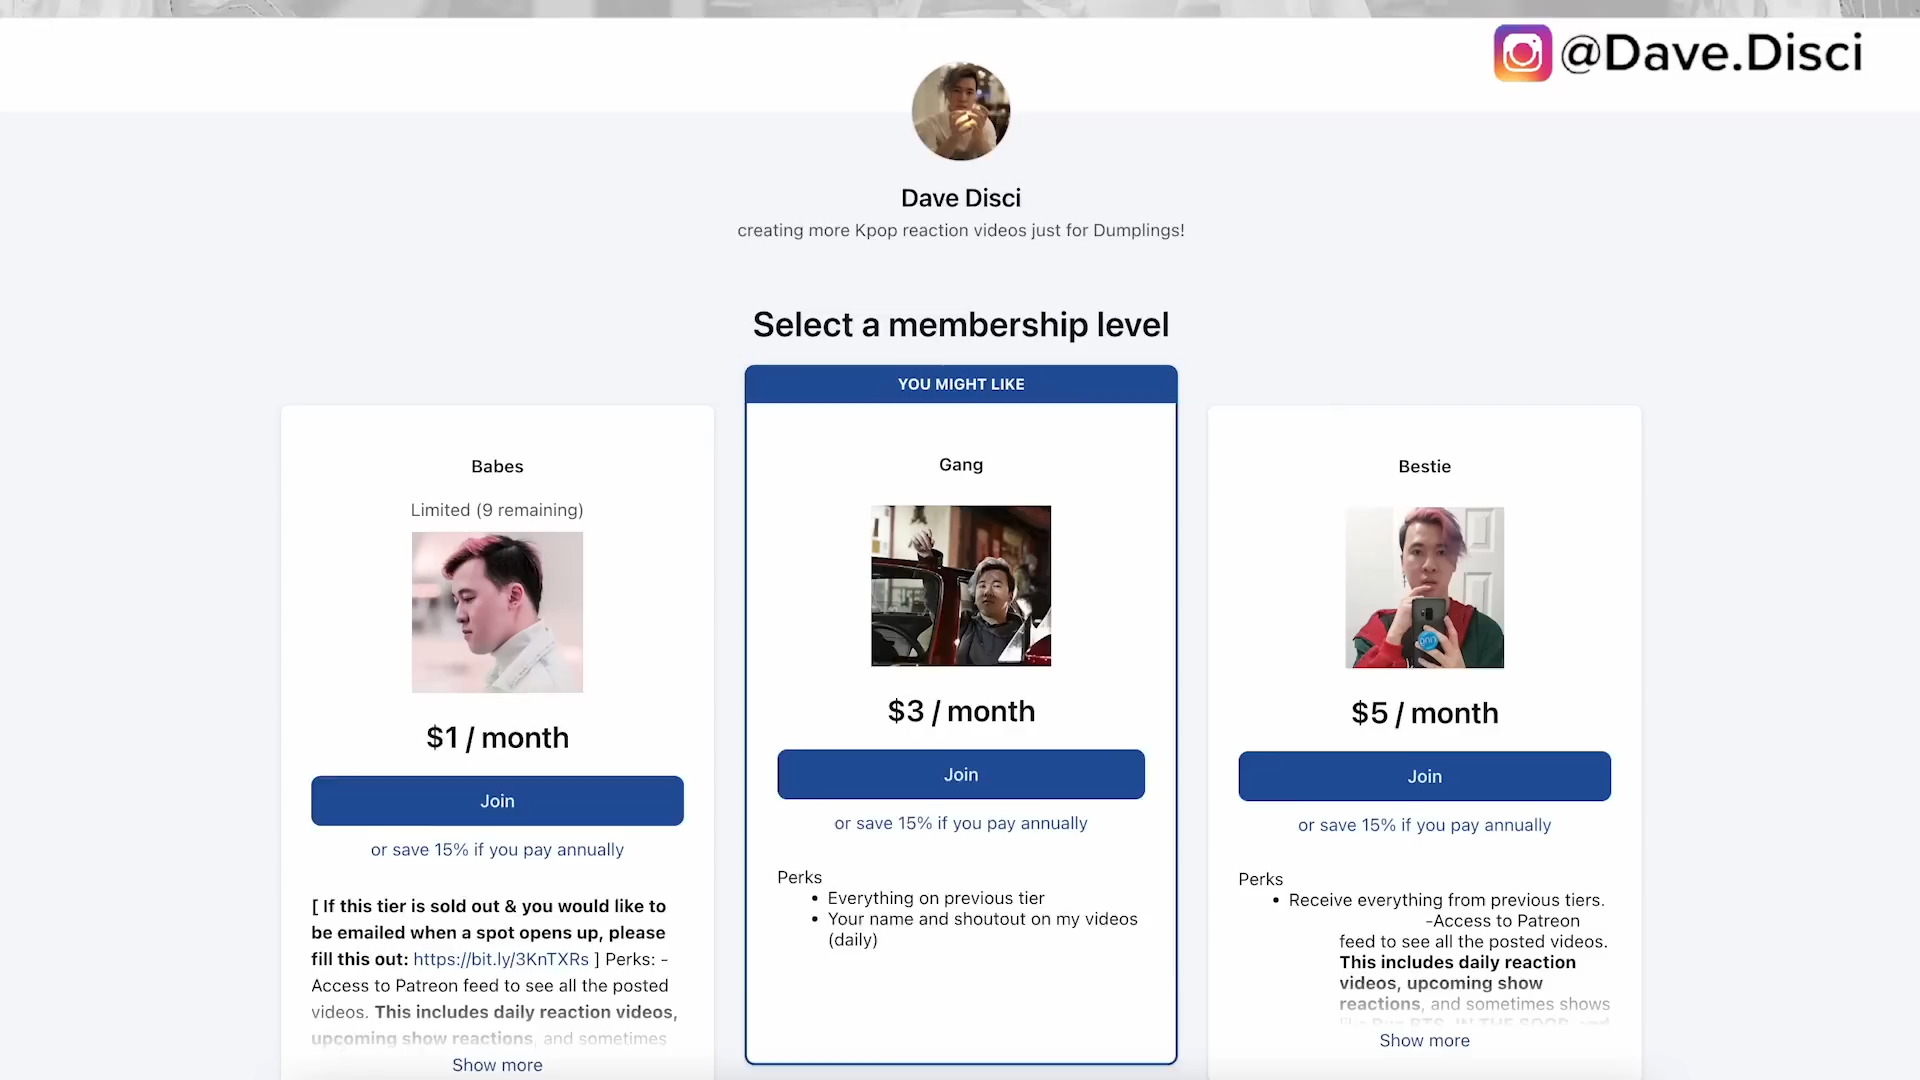 @Dave.Disci
Dave Disci
creating more Kpop reaction videos just for Dumplings!
Select a membership level
Babes
Limited (9 remaining)
$1 / month
Join
or save 15% if you pay annually
[ If this tier is sold out & you would like to
be emailed when a spot opens up, please
fill this out: https://bit.ly/3KnTXRs ] Perks: -
Access to Patreon feed to see all the posted
videos. This includes daily reaction videos,
upcoming show reactions, and sometimes
Show more
YOU MIGHT LIKE
Gang
$3 / month
Join
or save 15% if you pay annually
Perks
• Everything on previous tier
• Your name and shoutout on my videos
(daily)
Bestie
$5 / month
Join
or save 15% if you pay annually
Perks
• Receive everything from previous tiers.
-Access to Patreon
feed to see all the posted videos.
This includes daily reaction
videos, upcoming show
reactions, and sometimes shows
like Run BTS, IN THE SOOP, and
Show more